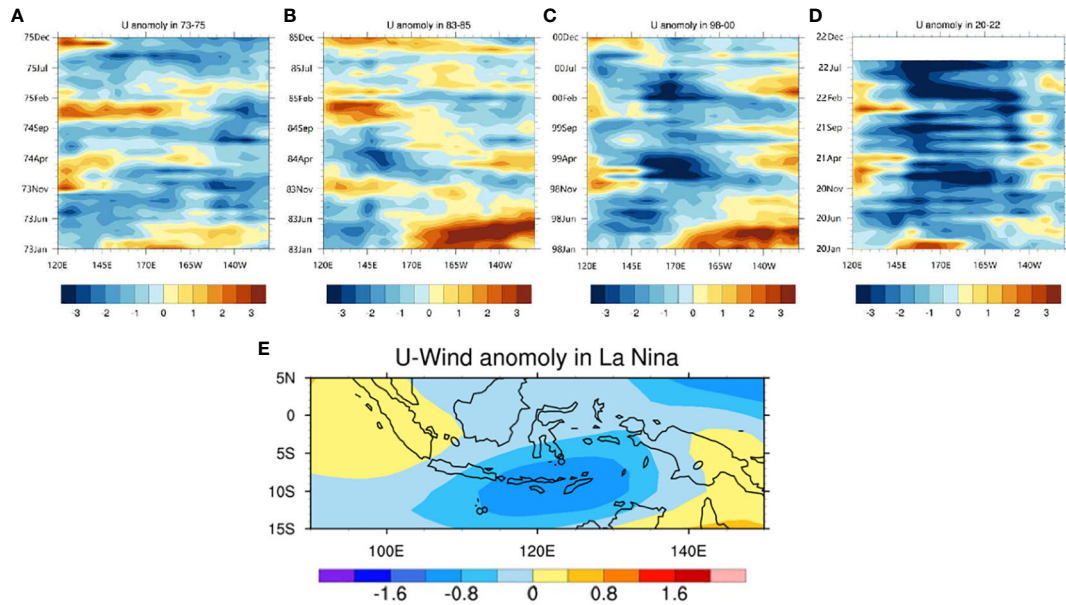 A
U anomoly in 73-75
75Dec
75Jul
75Feb
74Sep
74Apr
73Nov
73Jun
73Jan
120E 145E 170E 165W 140W
-3 -2 -1 0 1 2 3
B
U anomoly in 83-85
85Dec
85Jul
85Feb
84Sep
84Apr
83Nov
83Jun
83Jan
120E 145E 170E 165W 140W
-3 -2 -1 0 1 2 3
C
U anomoly in 98-00
00Dec
00Jul
00Feb
99Sep
99Apr
98Nov
98Jun
98Jan
120E 145E 170E 165W 140W
-3 -2 -1 0 1 2 3
D
U anomoly in 20-22
22Dec
22Jul
22Feb
21Sep
21Apr
20Nov
20Jun
20Jan
120E 145E 170E 165W 140W
-3 -2 -1 0 1 2 3
E
U-Wind anomoly in La Nina
5N
0
5S
10S
15S
100E 120E 140E
-1.6 -0.8 0 0.8 1.6